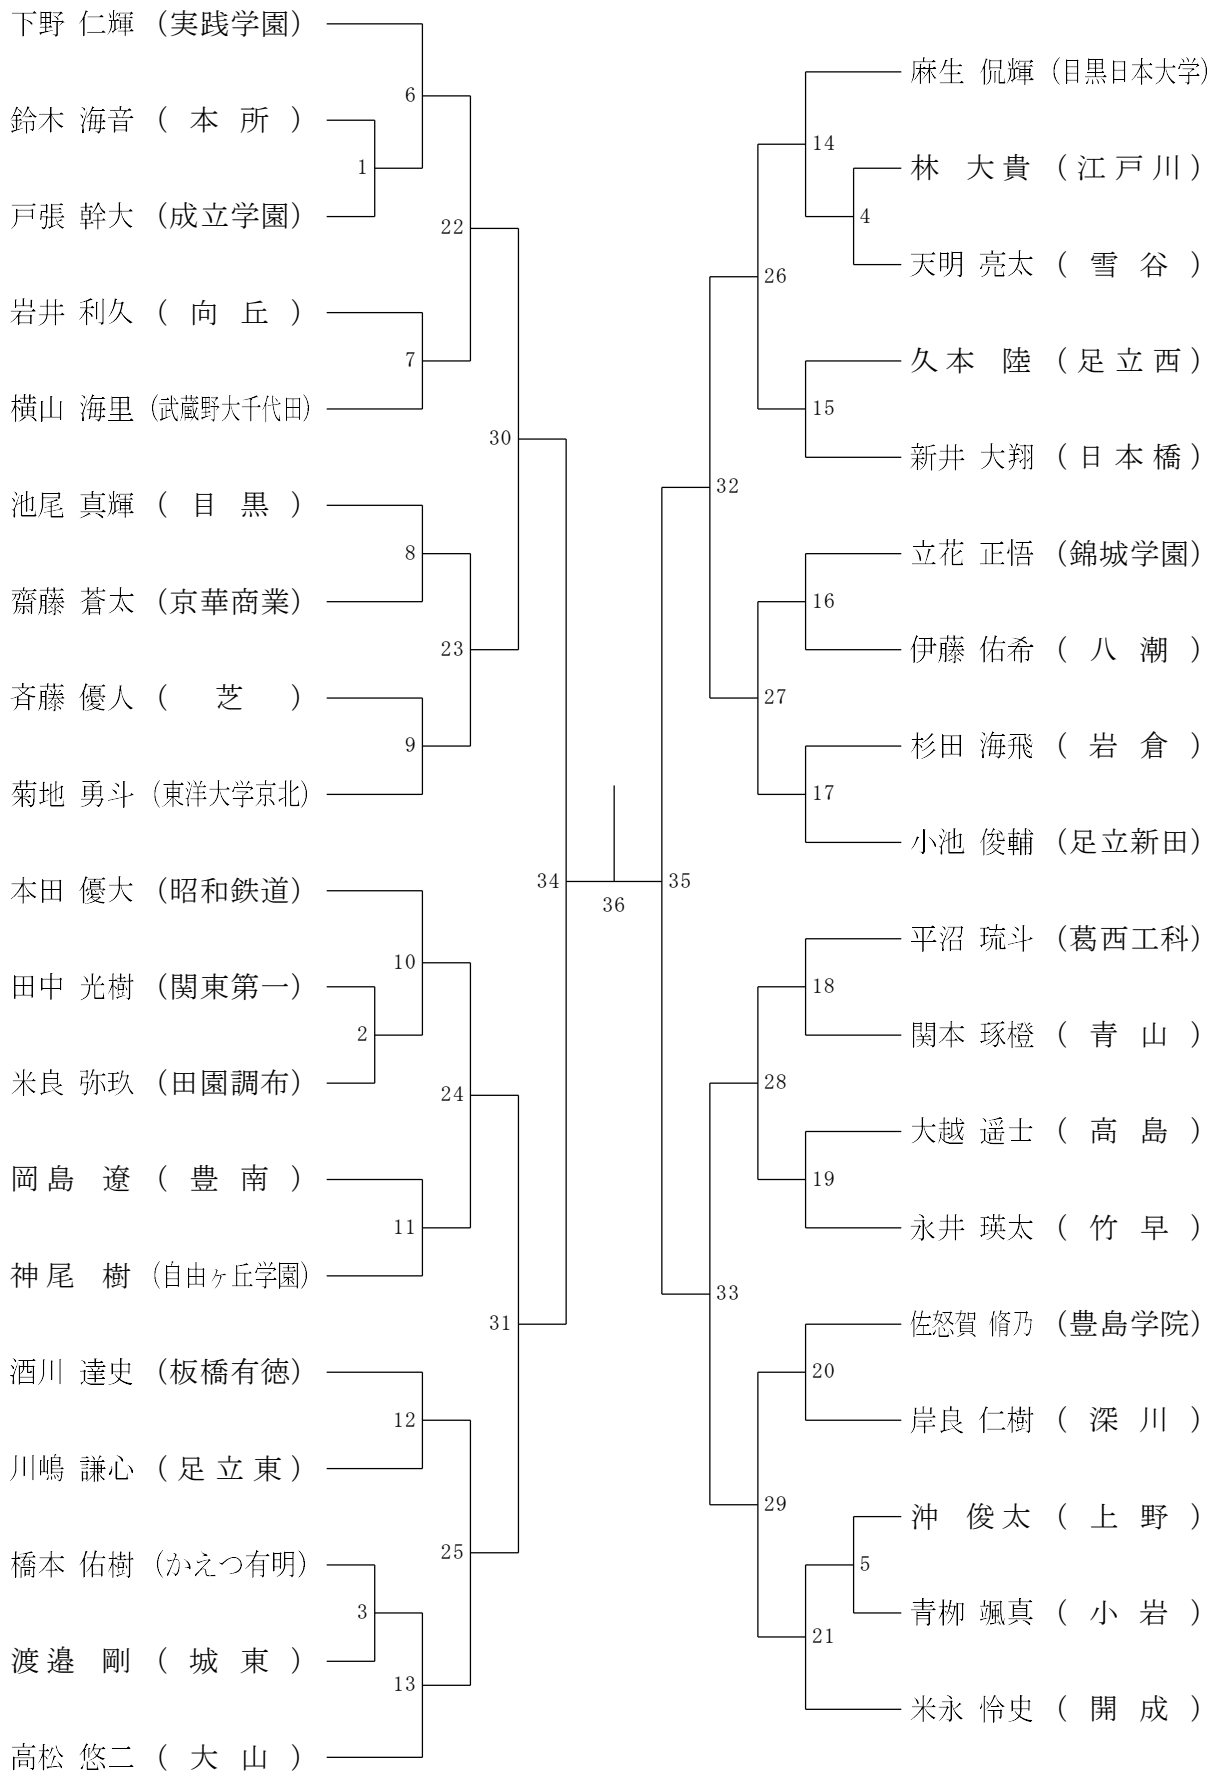 下野 仁輝 (実践学園)
鈴木 海音 ( 本 所 )
戸張 幹大 (成立学園)
岩井 利久 ( 向 丘 )
横山 海里 (武蔵野大千代田)
池尾 真輝 ( 目 黒 )
齋藤 蒼太 (京華商業)
斉藤 優人 ( 芝 )
菊地 勇斗 (東洋大学京北)
本田 優大 (昭和鉄道)
田中 光樹 (関東第一)
米良 弥玖 (田園調布)
岡島 遼 ( 豊 南 )
神尾 樹 (自由ヶ丘学園)
酒川 達史 (板橋有徳)
川嶋 謙心 (足立東)
橋本 佑樹 (かえつ有明)
渡邉 剛 ( 城 東 )
高松 悠二 ( 大 山 )
6
1
22
7
30
8
23
9
34
10
2
24
11
31
12
25
3
13
36
麻生 侃輝 (目黒日本大学)
林 大貴 (江戸川)
天明 亮太 ( 雪 谷 )
久本 陸 (足立西)
新井 大翔 (日本橋)
立花 正悟 (錦城学園)
伊藤 佑希 ( 八 潮 )
杉田 海飛 ( 岩 倉 )
小池 俊輔 (足立新田)
平沼 琉斗 (葛西工科)
関本 琢橙 ( 青 山 )
大越 遥士 ( 高 島 )
永井 瑛太 ( 竹 早 )
佐怒賀 脩乃 (豊島学院)
岸良 仁樹 ( 深 川 )
沖 俊太 ( 上 野 )
青栁 颯真 ( 小 岩 )
米永 怜史 ( 開 成 )
14
4
26
15
32
16
27
17
35
18
28
19
33
20
29
5
21